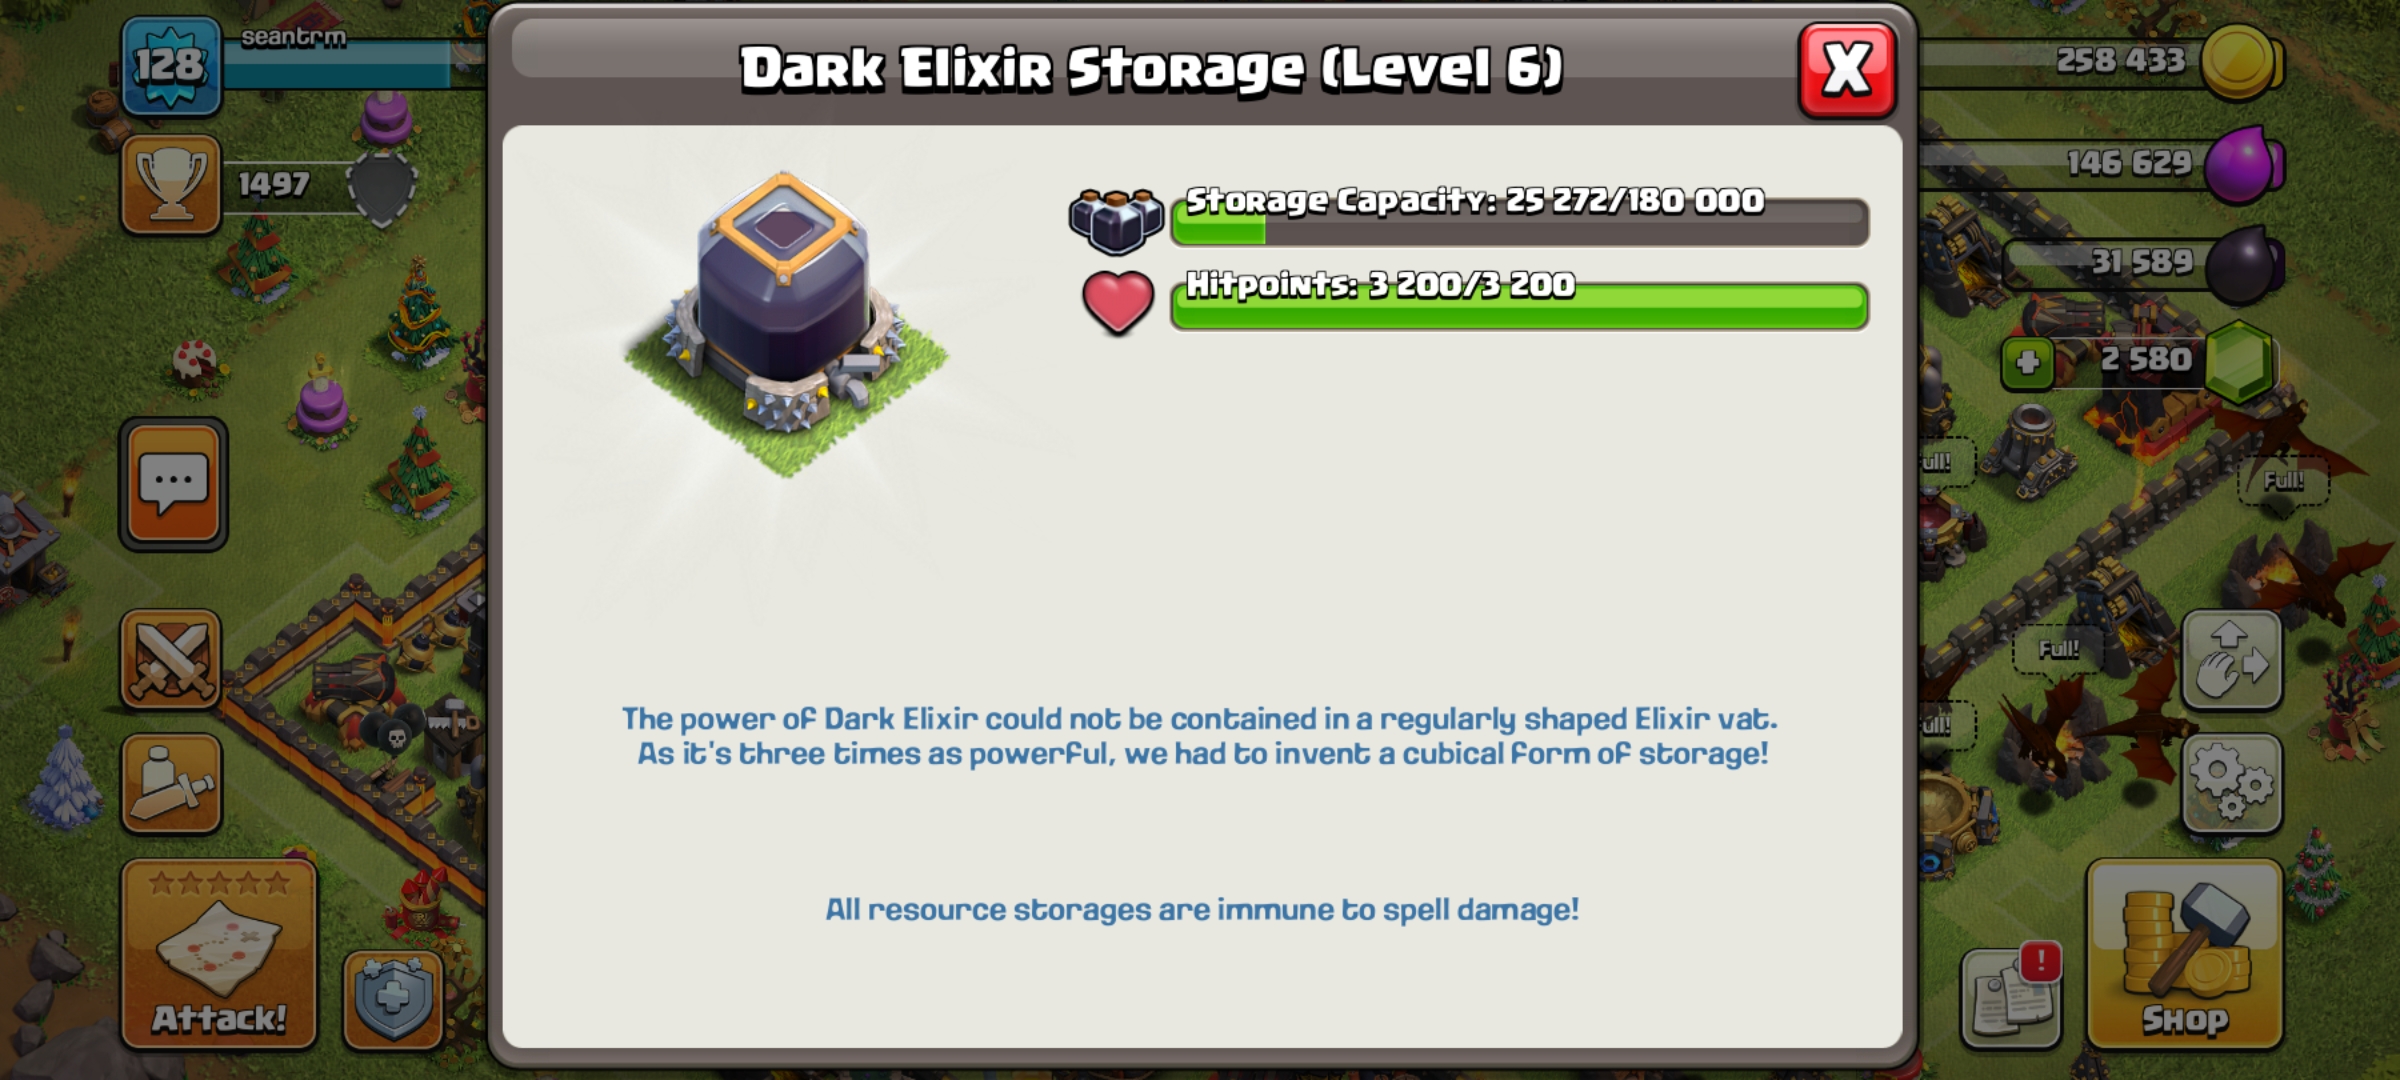 128
seantrm
Dark Elixir Storage (Level 6)
X
258 433
1497
Storage Capacity: 25 272/180 000
146 629
Hitpoints: 3 200/3 200
31 589
2 580
ull!
Full!
Full!
The power of Dark Elixir could not be contained in a regularly shaped Elixir vat.
As it's three times as powerful, we had to invent a cubical form of storage!
ull!
All resource storages are immune to spell damage!
!
Attack!
Shop